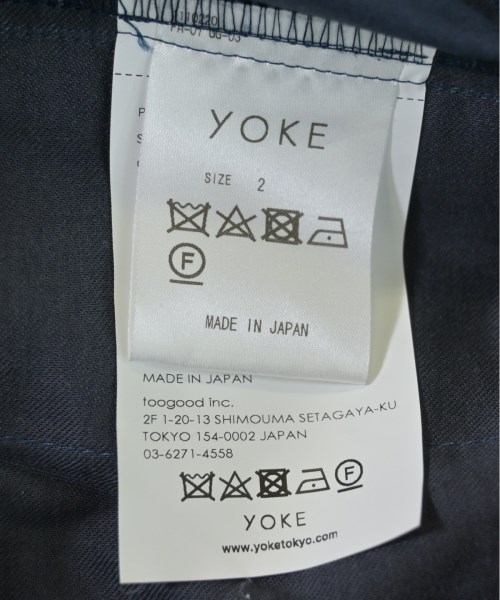 YOKE
SIZE 2
F
MADE IN JAPAN
MADE IN JAPAN
toogood inc.
2F 1-20-13 SHIMOUMA SETAGAYA-KU
TOKYO 154-0002 JAPAN
03-6271-4558
F
YOKE
www.yoketokyo.com